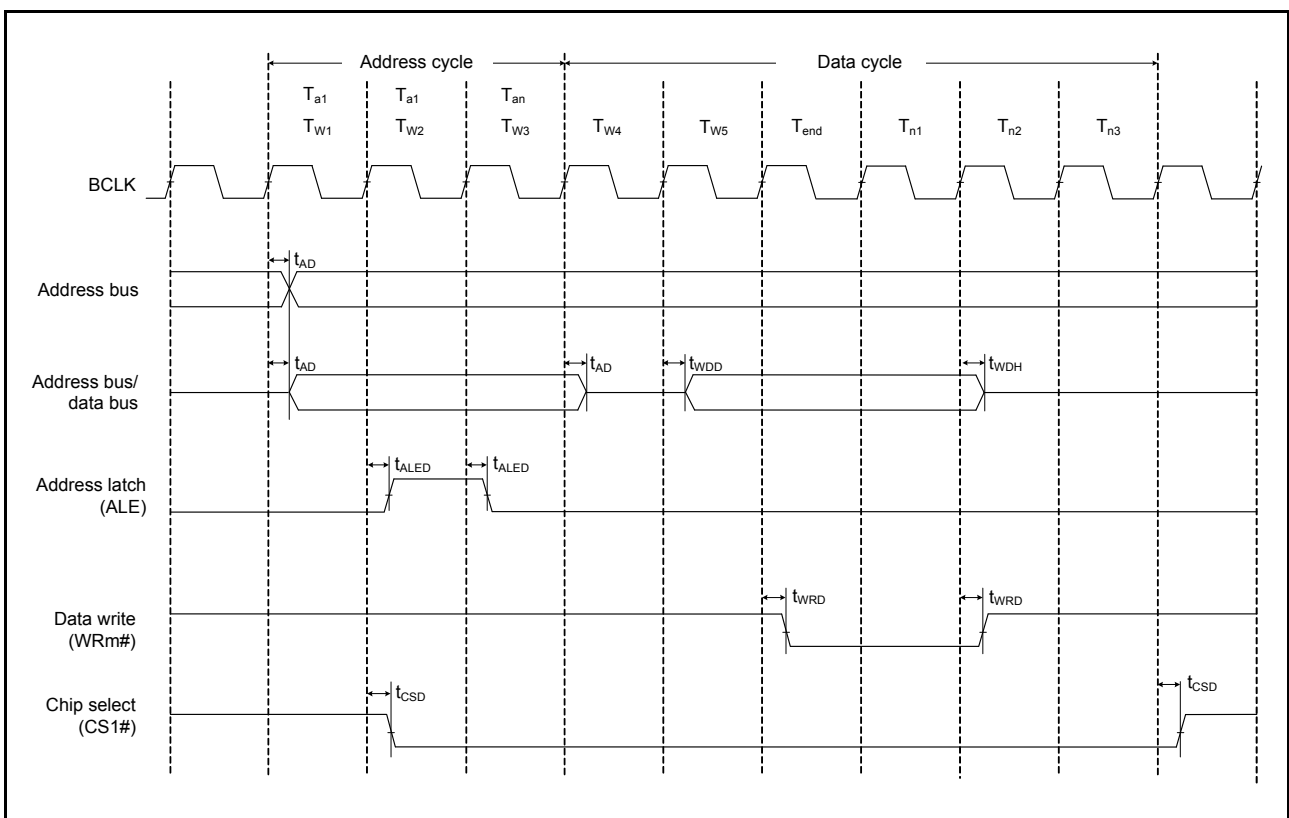 Address cycle Data cycle
Ta1 Ta1 Tan
TW1 TW2 TW3 TW4 TW5 Tend Tn1 Tn2 Tn3
BCLK
tAD
Address bus
tAD tAD tWDD tWDH
Address bus/
data bus
tALED tALED
Address latch
(ALE)
tWRD tWRD
Data write
(WRm#)
tCSD tCSD
Chip select
(CS1#)